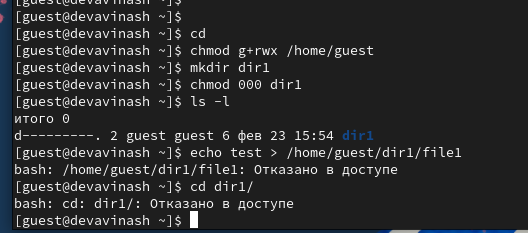 [guest@devavinash ~]$
[guest@devavinash ~]$
[guest@devavinash ~]$ cd
[guest@devavinash ~]$ chmod g+rwx /home/guest
[guest@devavinash ~]$ mkdir dir1
[guest@devavinash ~]$ chmod 000 dir1
[guest@devavinash ~]$ ls -l
итого 0
d---------. 2 guest guest 6 фев 23 15:54 dir1
[guest@devavinash ~]$ echo test > /home/guest/dir1/file1
bash: /home/guest/dir1/file1: Отказано в доступе
[guest@devavinash ~]$ cd dir1/
bash: cd: dir1/: Отказано в доступе
[guest@devavinash ~]$